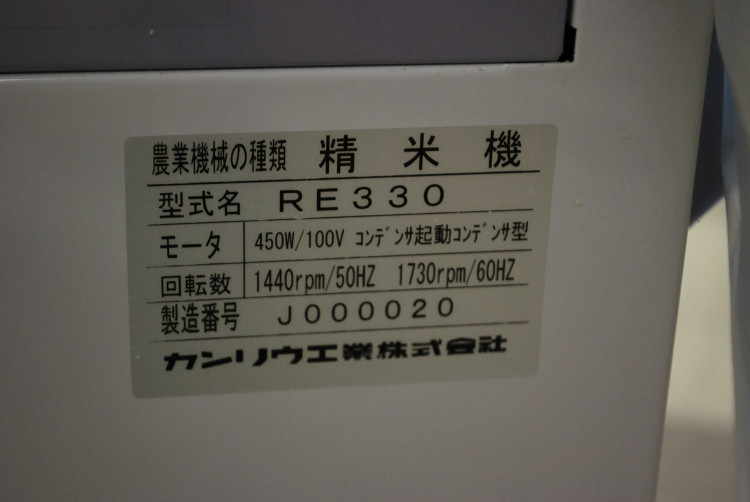 農業機械の種類 精米機
型式名 RE330
モータ 450W/100V ｺﾝﾃﾞﾝｻ起動ｺﾝﾃﾞﾝｻ型
回転数 1440rpm/50HZ 1730rpm/60HZ
製造番号 J000020
カンリウ工業株式会社